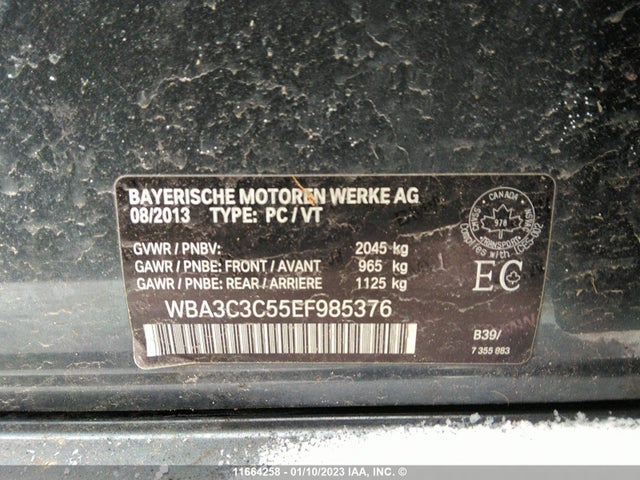 BAYERISCHE MOTOREN WERKE AG
08/2013 TYPE: PC / VT
GVWR / PNBV: 2045 kg
GAWR / PNBE: FRONT / AVANT 965 kg
GAWR / PNBE: REAR / ARRIERE 1125 kg
WBA3C3C55EF985376
CANADA
978
TRANSPORT
EC
B39/
7 355 883
11664258 - 01/10/2023 IAA, INC. ©